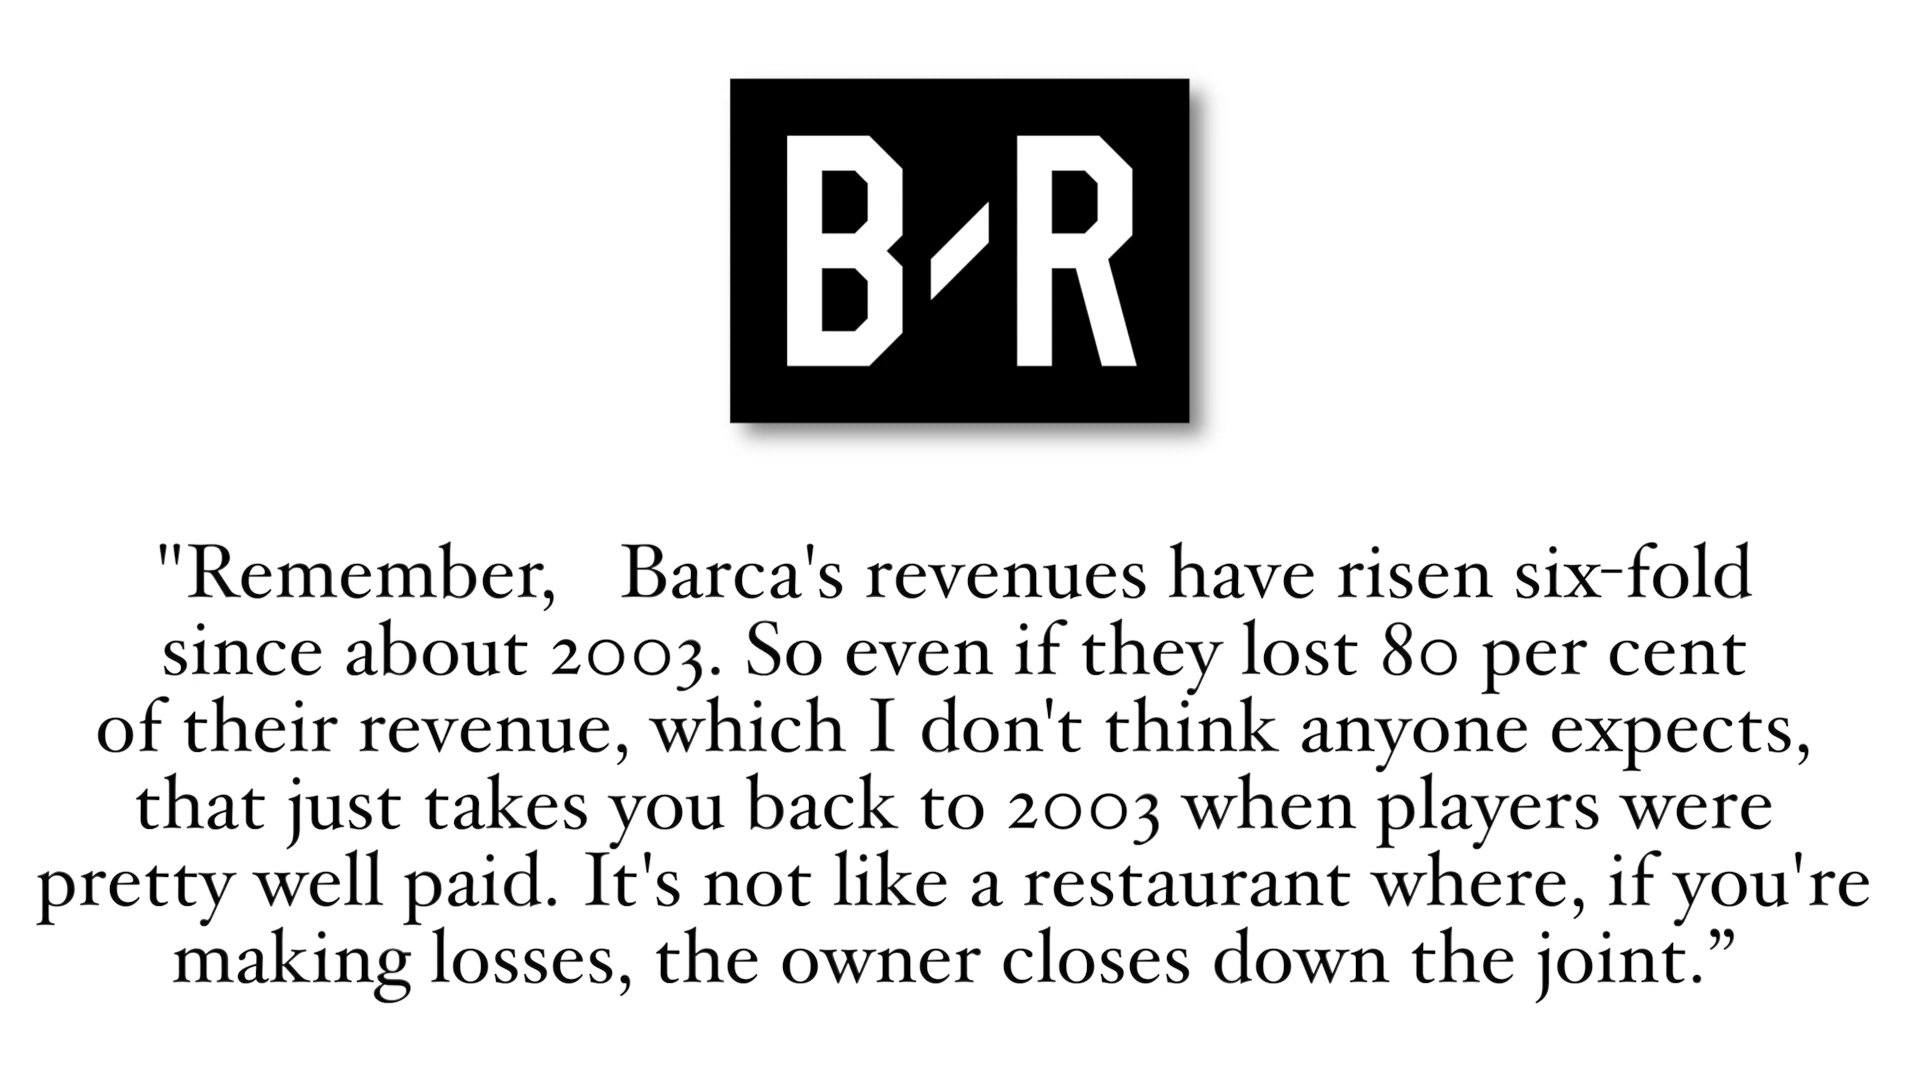 B-R
"Remember, Barca's revenues have risen six-fold
since about 2003. So even if they lost 80 per cent
of their revenue, which I don't think anyone expects,
that just takes you back to 2003 when players were
pretty well paid. It's not like a restaurant where, if you're
making losses, the owner closes down the joint.”